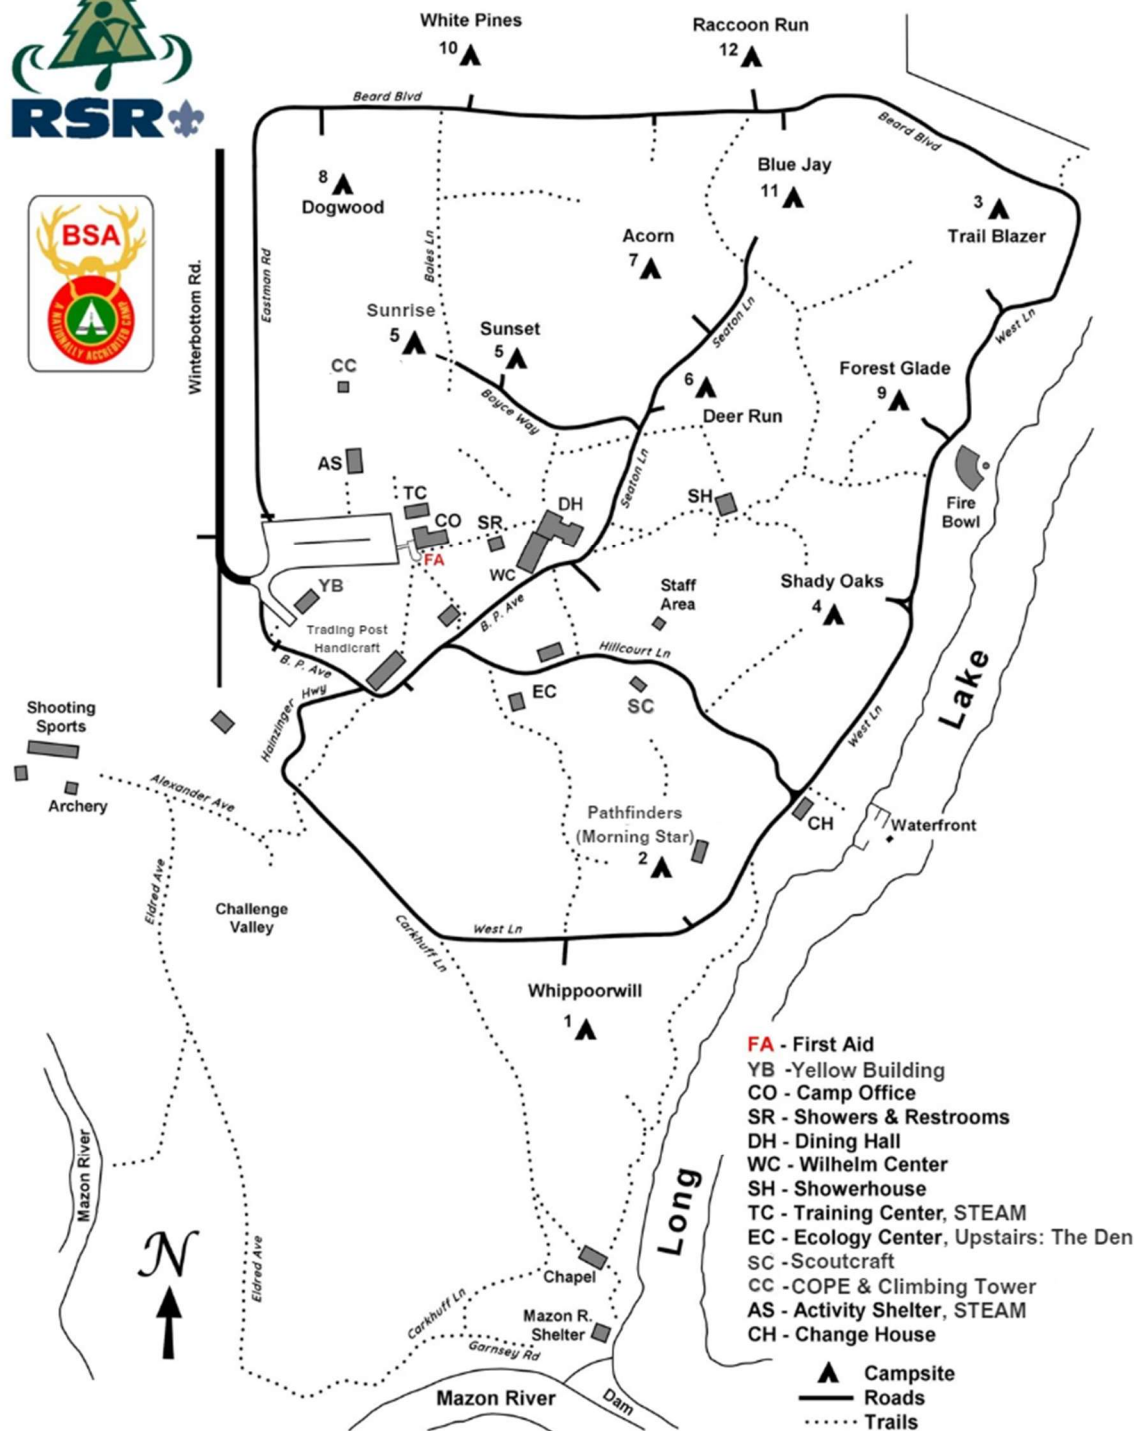 White Pines
10
Raccoon Run
12
RSR
Beard Blvd
Beard Blvd
BSA
A NATIONALLY ACCREDITED CAMP
Winterbottom Rd.
Eastman Rd
8
Dogwood
Bales Ln
Blue Jay
11
3
Trail Blazer
Acorn
7
Sunrise
5
Sunset
5
Seaton Ln
West Ln
CC
Boyce Way
6
Deer Run
Forest Glade
9
AS
TC
CO
FA
SR
DH
WC
Seaton Ln
SH
Fire
Bowl
YB
Trading Post
Handicraft
B. P. Ave
B. P. Ave
Staff
Area
Shady Oaks
4
Hillcourt Ln
EC
SC
Hainzinger Hwy
West Ln
Lake
Shooting
Sports
Archery
Alexander Ave
Pathfinders
(Morning Star)
2
CH
Waterfront
Eldred Ave
Challenge
Valley
Carkhuff Ln
West Ln
Whippoorwill
1
Mazon River
N
Eldred Ave
Long
Chapel
Mazon R.
Shelter
Carkhuff Ln
Garnsey Rd
Mazon River
Dam
FA - First Aid
YB -Yellow Building
CO - Camp Office
SR - Showers & Restrooms
DH - Dining Hall
WC - Wilhelm Center
SH - Showerhouse
TC - Training Center, STEAM
EC - Ecology Center, Upstairs: The Den
SC -Scoutcraft
CC -COPE & Climbing Tower
AS - Activity Shelter, STEAM
CH - Change House
Campsite
Roads
Trails